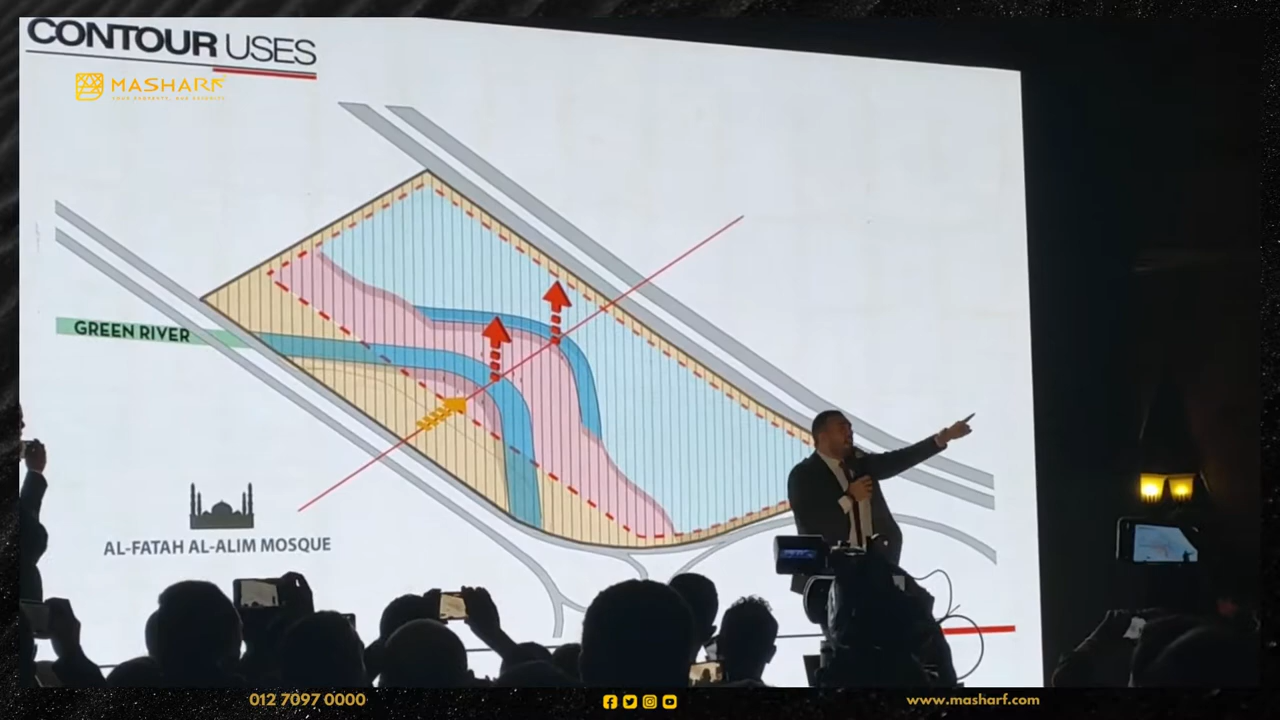 CONTOUR USES
MASHARF
GREEN RIVER
AL-FATAH AL-ALIM MOSQUE
012 7097 0000
www.masharf.com